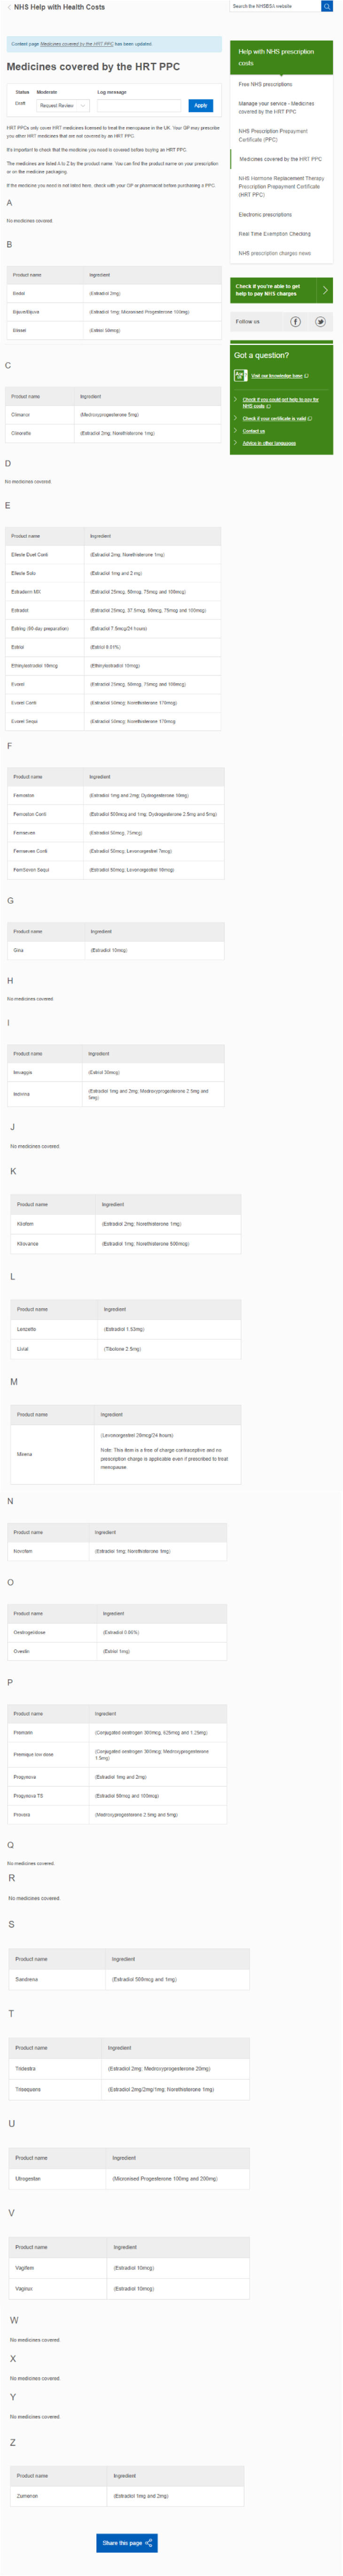 NHS Help with Health Costs
Search the NHSBSA website
Content page Medicines covered by the HRT PPC has been updated.
Medicines covered by the HRT PPC
Status Moderate Log message
Draft Request Review Apply
HRT PPCs only cover HRT medicines licensed to treat the menopause in the UK. Your GP may prescribe
you other HRT medicines that are not covered by an HRT PPC.
It's important to check that the medicine you need is covered before buying an HRT PPC.
The medicines are listed A to Z by the product name. You can find the product name on your prescription
or on the medicine packaging.
If the medicine you need is not listed here, check with your GP or pharmacist before purchasing a PPC.
A
No medicines covered.
B
Product name Ingredient
(Estradiol 2mg)
(Estradiol 1mg; Micronised Progesterone 100mg)
Blissel
C
Product name Ingredient
Climanor (Medroxyprogesterone 5mg)
Clinorette (Estradiol 2mg; Norethisterone 1mg)
D
No medicines covered.
E
Product name Ingredient
Elleste Duet Conti (Estradiol 2mg; Norethisterone 1mg)
Elleste Solo (Estradiol 1mg and 2 mg)
Estraderm MX (Estradiol 25mcg, 50mcg, 75mcg and 100mcg)
Estradot (Estradiol 25mcg, 37.5mcg, 50mcg, 75mcg and 100mcg)
Estring (90-day preparation) (Estradiol 7.5mcg/24 hours)
Estriol (Estriol 0.01%)
Ethinylestradiol 10mcg (Ethinylestradiol 10mcg)
Evorel (Estradiol 25mcg, 50mcg, 75mcg and 100mcg)
Evorel Conti (Estradiol 50mcg; Norethisterone 170mcg)
Evorel Sequi (Estradiol 50mcg; Norethisterone 170mcg
F
Product name Ingredient
Femoston (Estradiol 1mg and 2mg; Dydrogesterone 10mg)
Femoston Conti (Estradiol 500mcg and 1mg; Dydrogesterone 2.5mg and 5mg)
Femseven (Estradiol 50mcg, 75mcg)
Femseven Conti (Estradiol 50mcg; Levonorgestrel 7mcg)
FemSeven Sequi (Estradiol 50mcg; Levonorgestrel 10mcg)
G
Product name Ingredient
Gina (Estradiol 10mcg)
H
No medicines covered.
I
Product name Ingredient
Imvaggis (Estriol 30mcg)
Indivina (Estradiol 1mg and 2mg; Medroxyprogesterone 2.5mg and
5mg)
J
No medicines covered.
K
Product name Ingredient
Kliofem (Estradiol 2mg; Norethisterone 1mg)
Kliovance (Estradiol 1mg; Norethisterone 500mcg)
L
Product name Ingredient
Lenzetto (Estradiol 1.53mg)
Livial (Tibolone 2.5mg)
M
Product name Ingredient
Mirena (Levonorgestrel 20mcg/24 hours)
Note: This item is a free of charge contraceptive and no
prescription charge is applicable even if prescribed to treat
menopause.
N
Product name Ingredient
Novofem (Estradiol 1mg; Norethisterone 1mg)
O
Product name Ingredient
Oestrogel/dose (Estradiol 0.06%)
Ovestin (Estriol 1mg)
P
Product name Ingredient
Premarin (Conjugated oestrogen 300mcg, 625mcg and 1.25mg)
Premique low dose (Conjugated oestrogen 300mcg; Medroxyprogesterone
1.5mg)
Progynova (Estradiol 1mg and 2mg)
Progynova TS (Estradiol 50mcg and 100mcg)
Provera (Medroxyprogesterone 2.5mg and 5mg)
Q
No medicines covered.
R
No medicines covered.
S
Product name Ingredient
Sandrena (Estradiol 500mcg and 1mg)
T
Product name Ingredient
Tridestra (Estradiol 2mg; Medroxyprogesterone 20mg)
Trisequens (Estradiol 2mg/2mg/1mg; Norethisterone 1mg)
U
Product name Ingredient
Utrogestan (Micronised Progesterone 100mg and 200mg)
V
Product name Ingredient
Vagifem (Estradiol 10mcg)
Vagirux (Estradiol 10mcg)
W
No medicines covered
X
No medicines covered.
Y
No medicines covered.
Z
Product name Ingredient
Zumenon (Estradiol 1mg and 2mg)
Share this page
Help with NHS prescription
costs
Free NHS prescriptions
Manage your service - Medicines
covered by the HRT PPC
NHS Prescription Prepayment
Certificate (PPC)
Medicines covered by the HRT PPC
NHS Hormone Replacement Therapy
Prescription Prepayment Certificate
(HRT PPC)
Electronic prescriptions
Real Time Exemption Checking
NHS prescription charges news
Check if you're able to get
help to pay NHS charges
Follow us
Got a question?
Visit our knowledge base
Check if you could get help to pay for
NHS costs
Check if your certificate is valid
Contact us
Advice in other languages